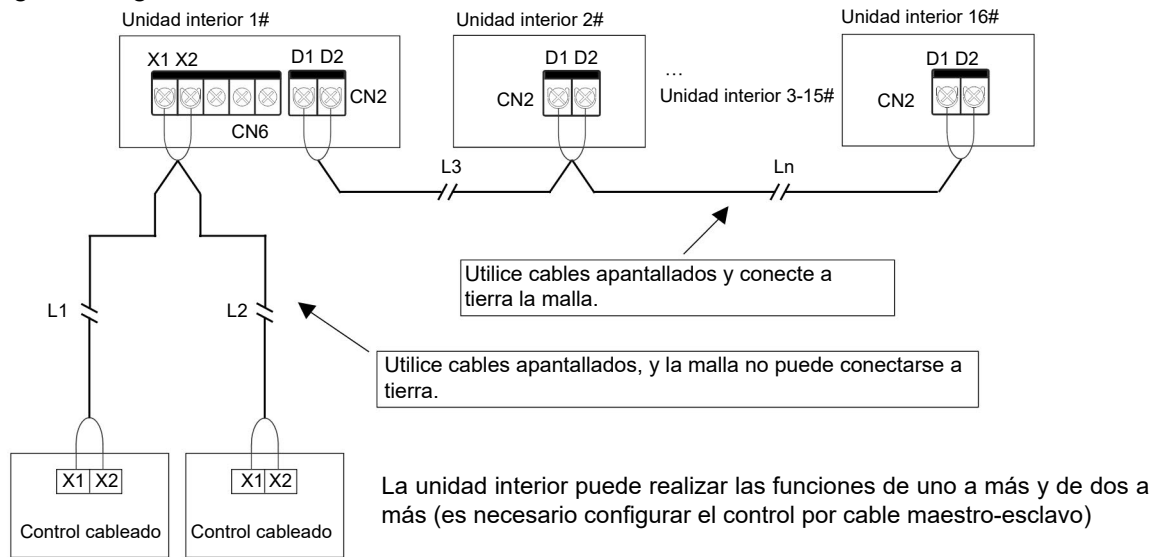 Unidad interior 1#
Unidad interior 2#
Unidad interior 16#
X1 X2
D1 D2
CN2
CN6
D1 D2
CN2
…
Unidad interior 3-15#
D1 D2
CN2
L3
Ln
Utilice cables apantallados y conecte a
tierra la malla.
L1
L2
Utilice cables apantallados, y la malla no puede conectarse a
tierra.
X1 X2
Control cableado
X1 X2
Control cableado
La unidad interior puede realizar las funciones de uno a más y de dos a
más (es necesario configurar el control por cable maestro-esclavo)